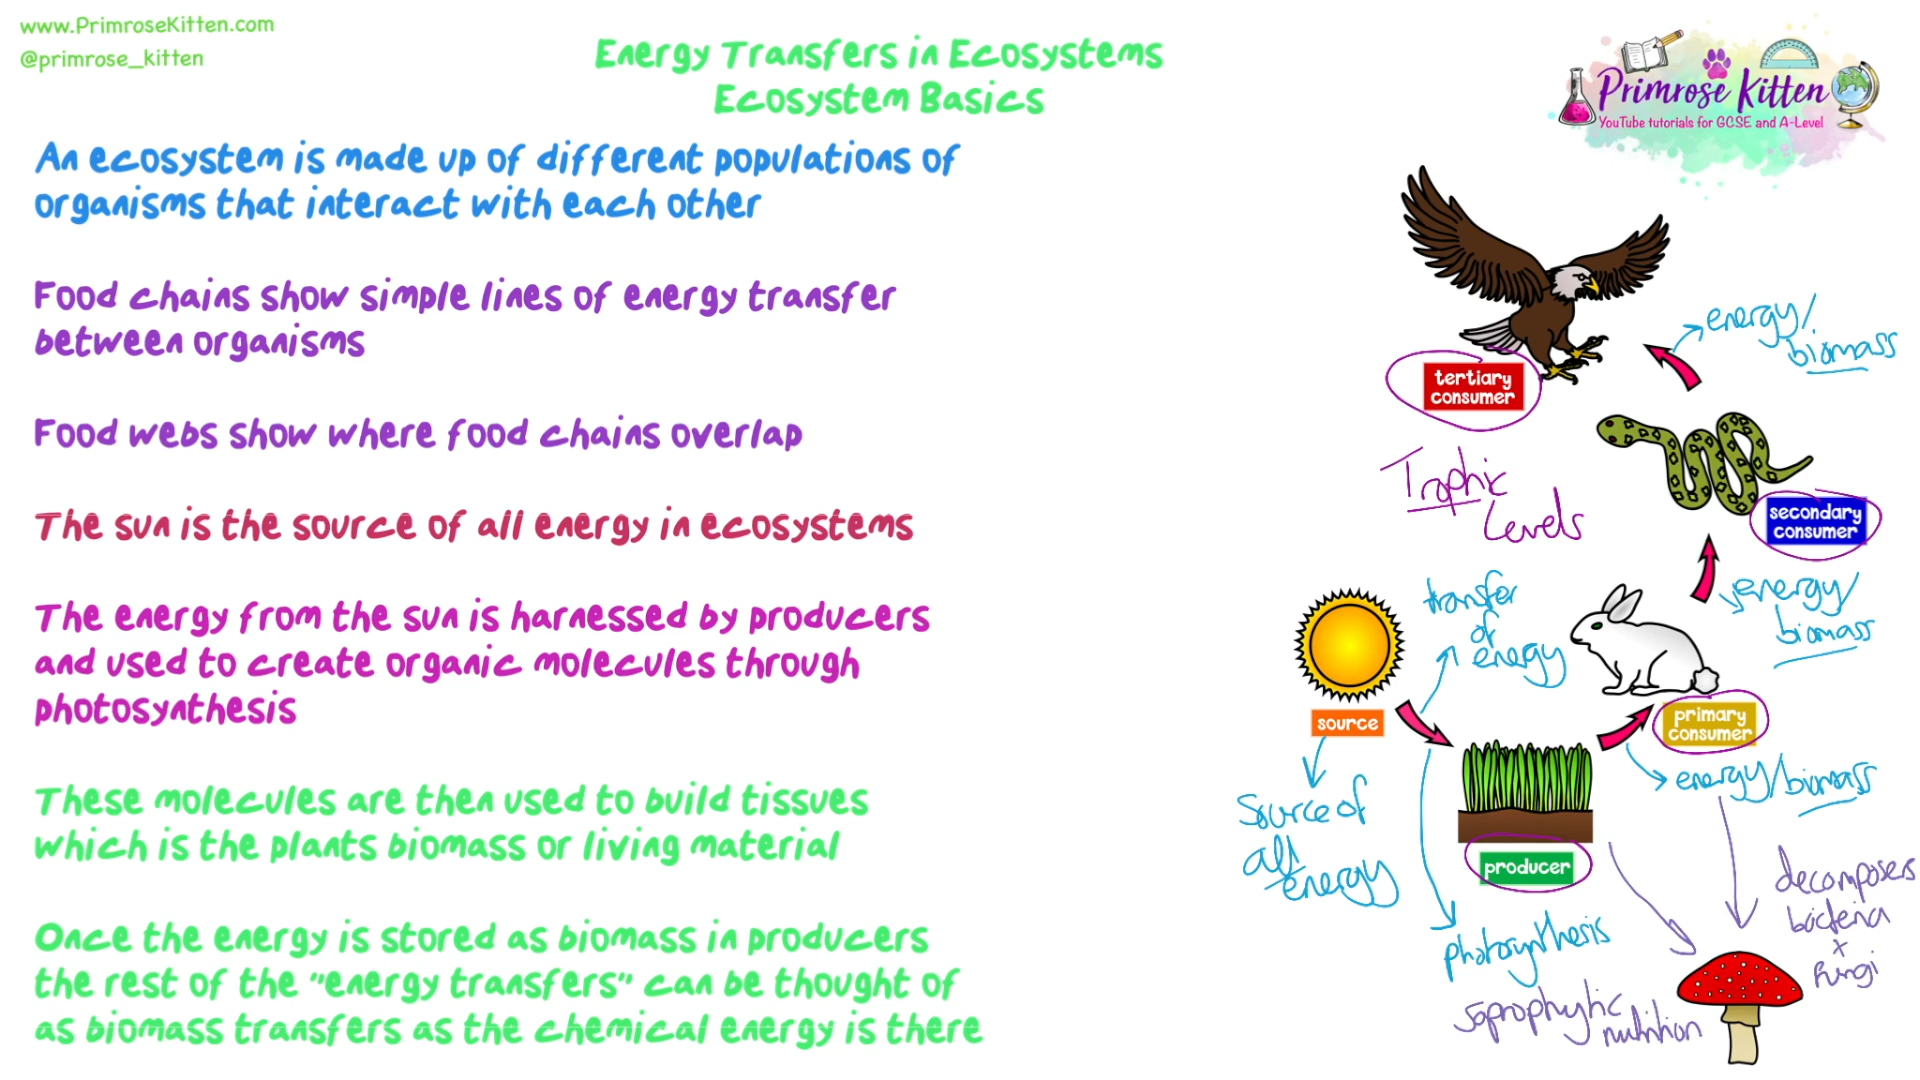 www.PrimroseKitten.com
@primrose_kitten
Energy Transfers in Ecosystems
Ecosystem Basics
Primrose Kitten
YouTube tutorials for GCSE and A-Level
An ecosystem is made up of different populations of
organisms that interact with each other
Food chains show simple lines of energy transfer
between organisms
Food webs show where food chains overlap
The sun is the source of all energy in ecosystems
The energy from the sun is harnessed by producers
and used to create organic molecules through
photosynthesis
These molecules are then used to build tissues
which is the plants biomass or living material
Once the energy is stored as biomass in producers
the rest of the "energy transfers" can be thought of
as biomass transfers as the chemical energy is there
energy/
biomass
tertiary
consumer
Trophic
Levels
secondary
consumer
transfer
of
energy
energy/
biomass
source
primary
consumer
energy/biomass
Source of
all
energy
producer
decomposers
bacteria
+
fungi
photosynthesis
saprophytic
nutrition